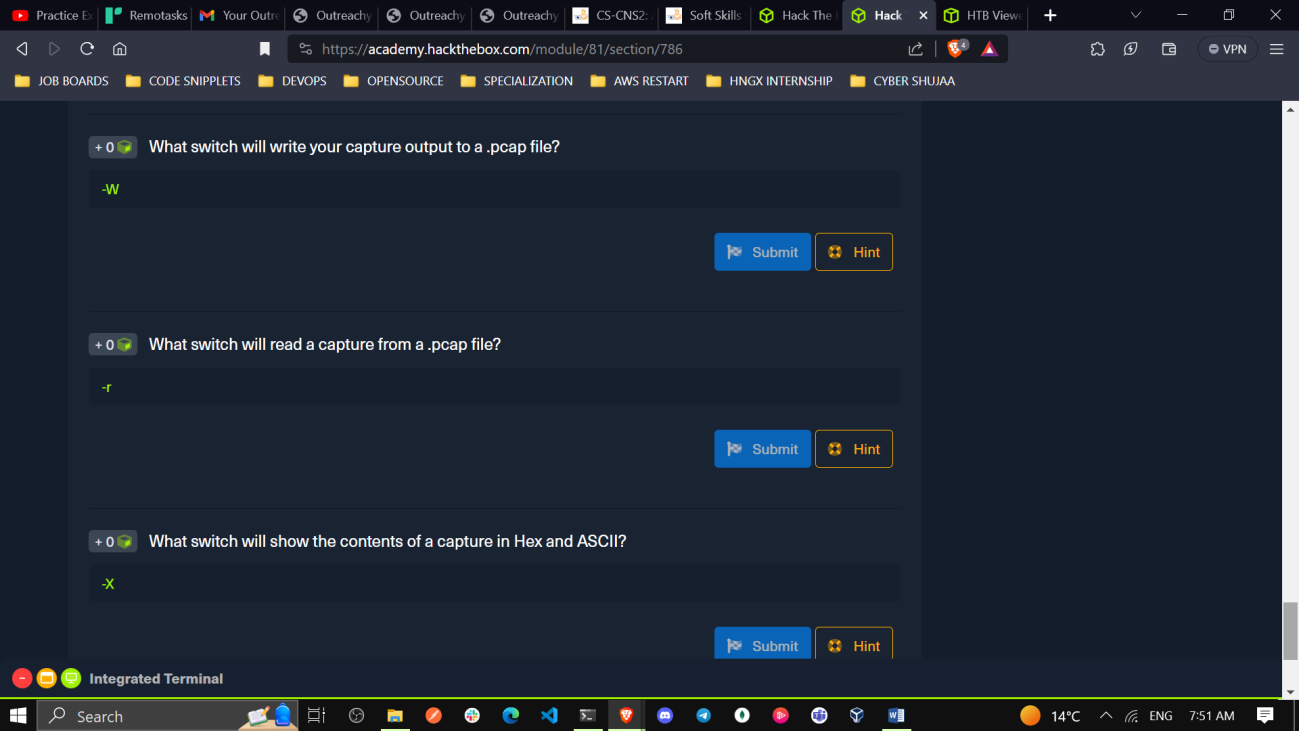 Practice Ex
Remotasks
Your Outre
Outreachy
Outreachy
Outreachy
CS-CNS2:
Soft Skills
Hack The
Hack
HTB Viewe
https://academy.hackthebox.com/module/81/section/786
4
VPN
JOB BOARDS
CODE SNIPPLETS
DEVOPS
OPENSOURCE
SPECIALIZATION
AWS RESTART
HNGX INTERNSHIP
CYBER SHUJAA
+ 0 What switch will write your capture output to a .pcap file?
-W
Submit Hint
+ 0 What switch will read a capture from a .pcap file?
-r
Submit Hint
+ 0 What switch will show the contents of a capture in Hex and ASCII?
-X
Submit Hint
Integrated Terminal
Search
14°C
ENG
7:51 AM